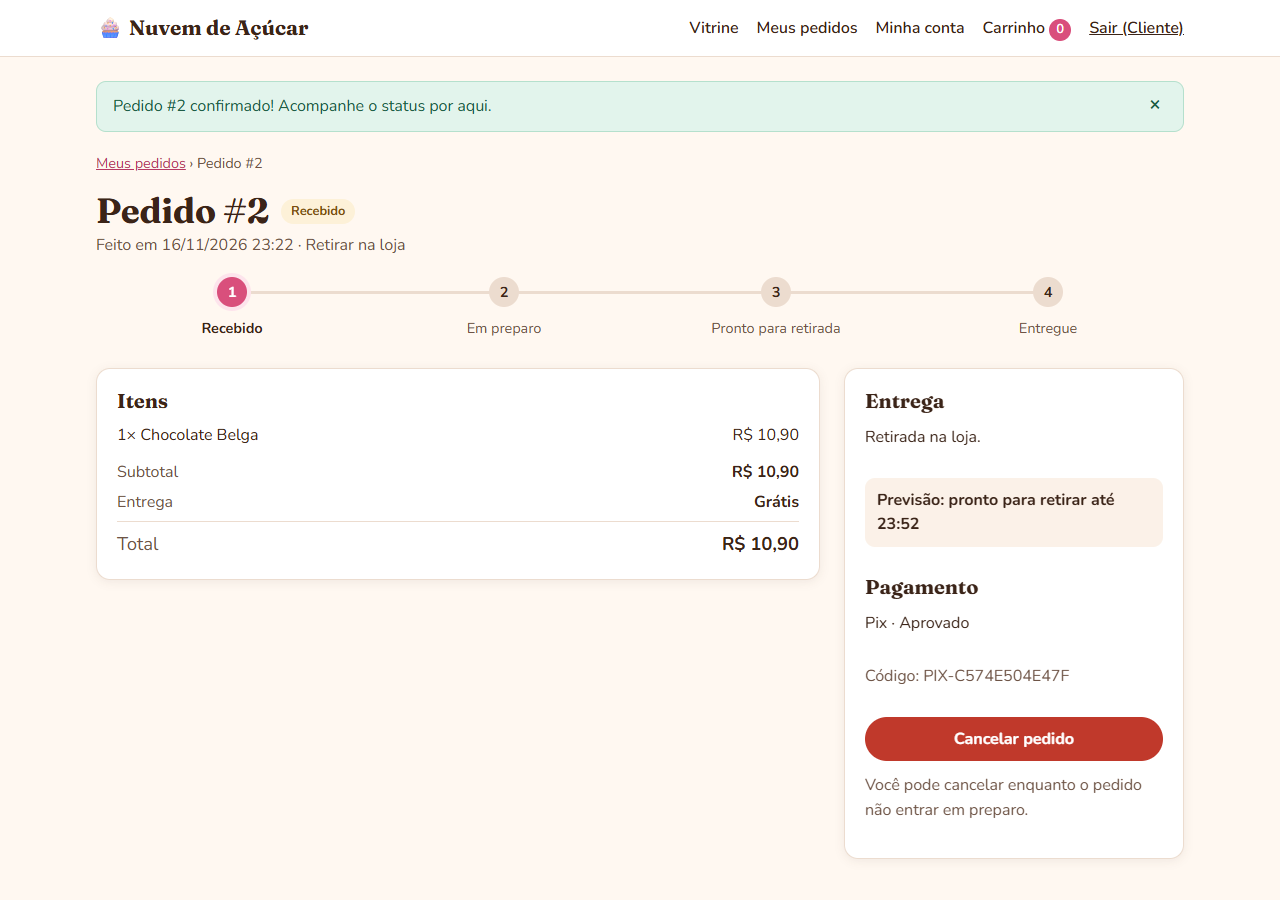 🧁 Nuvem de Açúcar
Vitrine Meus pedidos Minha conta Carrinho 0 Sair (Cliente)
Pedido #2 confirmado! Acompanhe o status por aqui. ×
Meus pedidos › Pedido #2
Pedido #2 Recebido
Feito em 16/11/2026 23:22 · Retirar na loja
1 2 3 4
Recebido Em preparo Pronto para retirada Entregue
Itens
1× Chocolate Belga R$ 10,90
Subtotal R$ 10,90
Entrega Grátis
Total R$ 10,90
Entrega
Retirada na loja.
Previsão: pronto para retirar até
23:52
Pagamento
Pix · Aprovado
Código: PIX-C574E504E47F
Cancelar pedido
Você pode cancelar enquanto o pedido
não entrar em preparo.